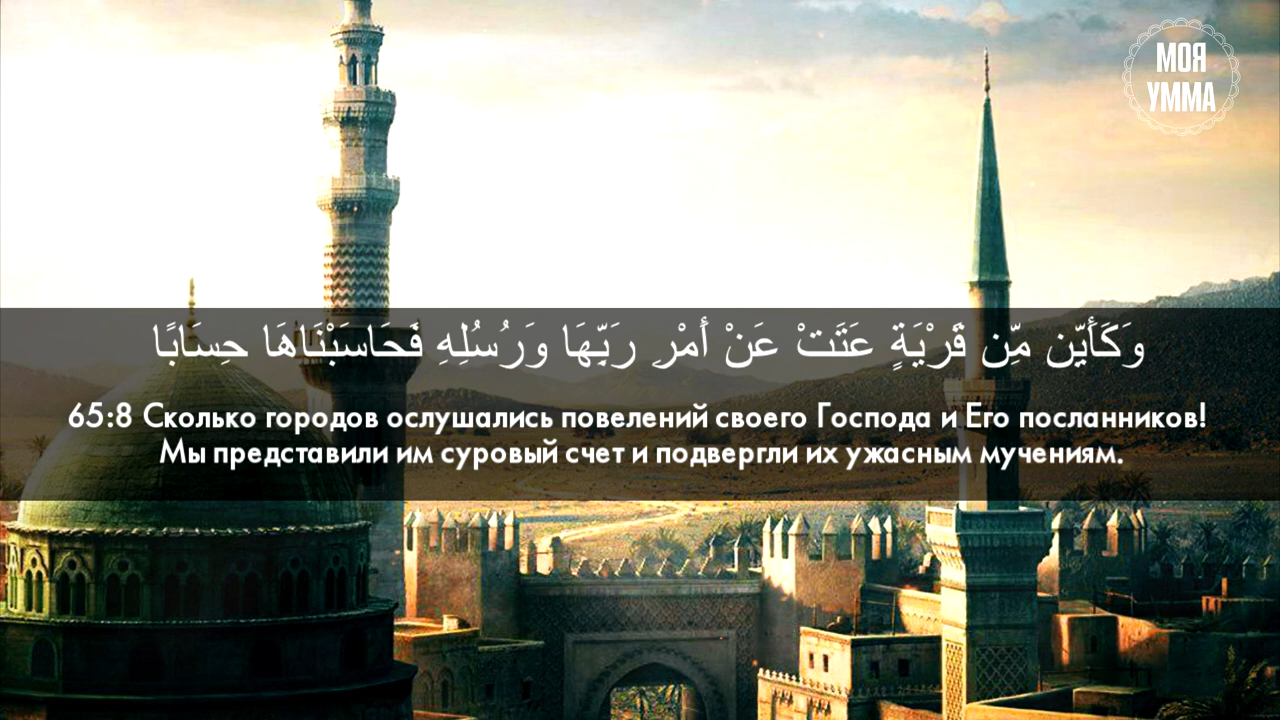 МОЯ
УММА
وَكَأَيِّن مِّن قَرْيَةٍ عَتَتْ عَنْ أَمْرِ رَبِّهَا وَرُسُلِهِ فَحَاسَبْنَاهَا حِسَابًا
65:8 Сколько городов ослушались повелений своего Господа и Его посланников!
Мы представили им суровый счет и подвергли их ужасным мучениям.